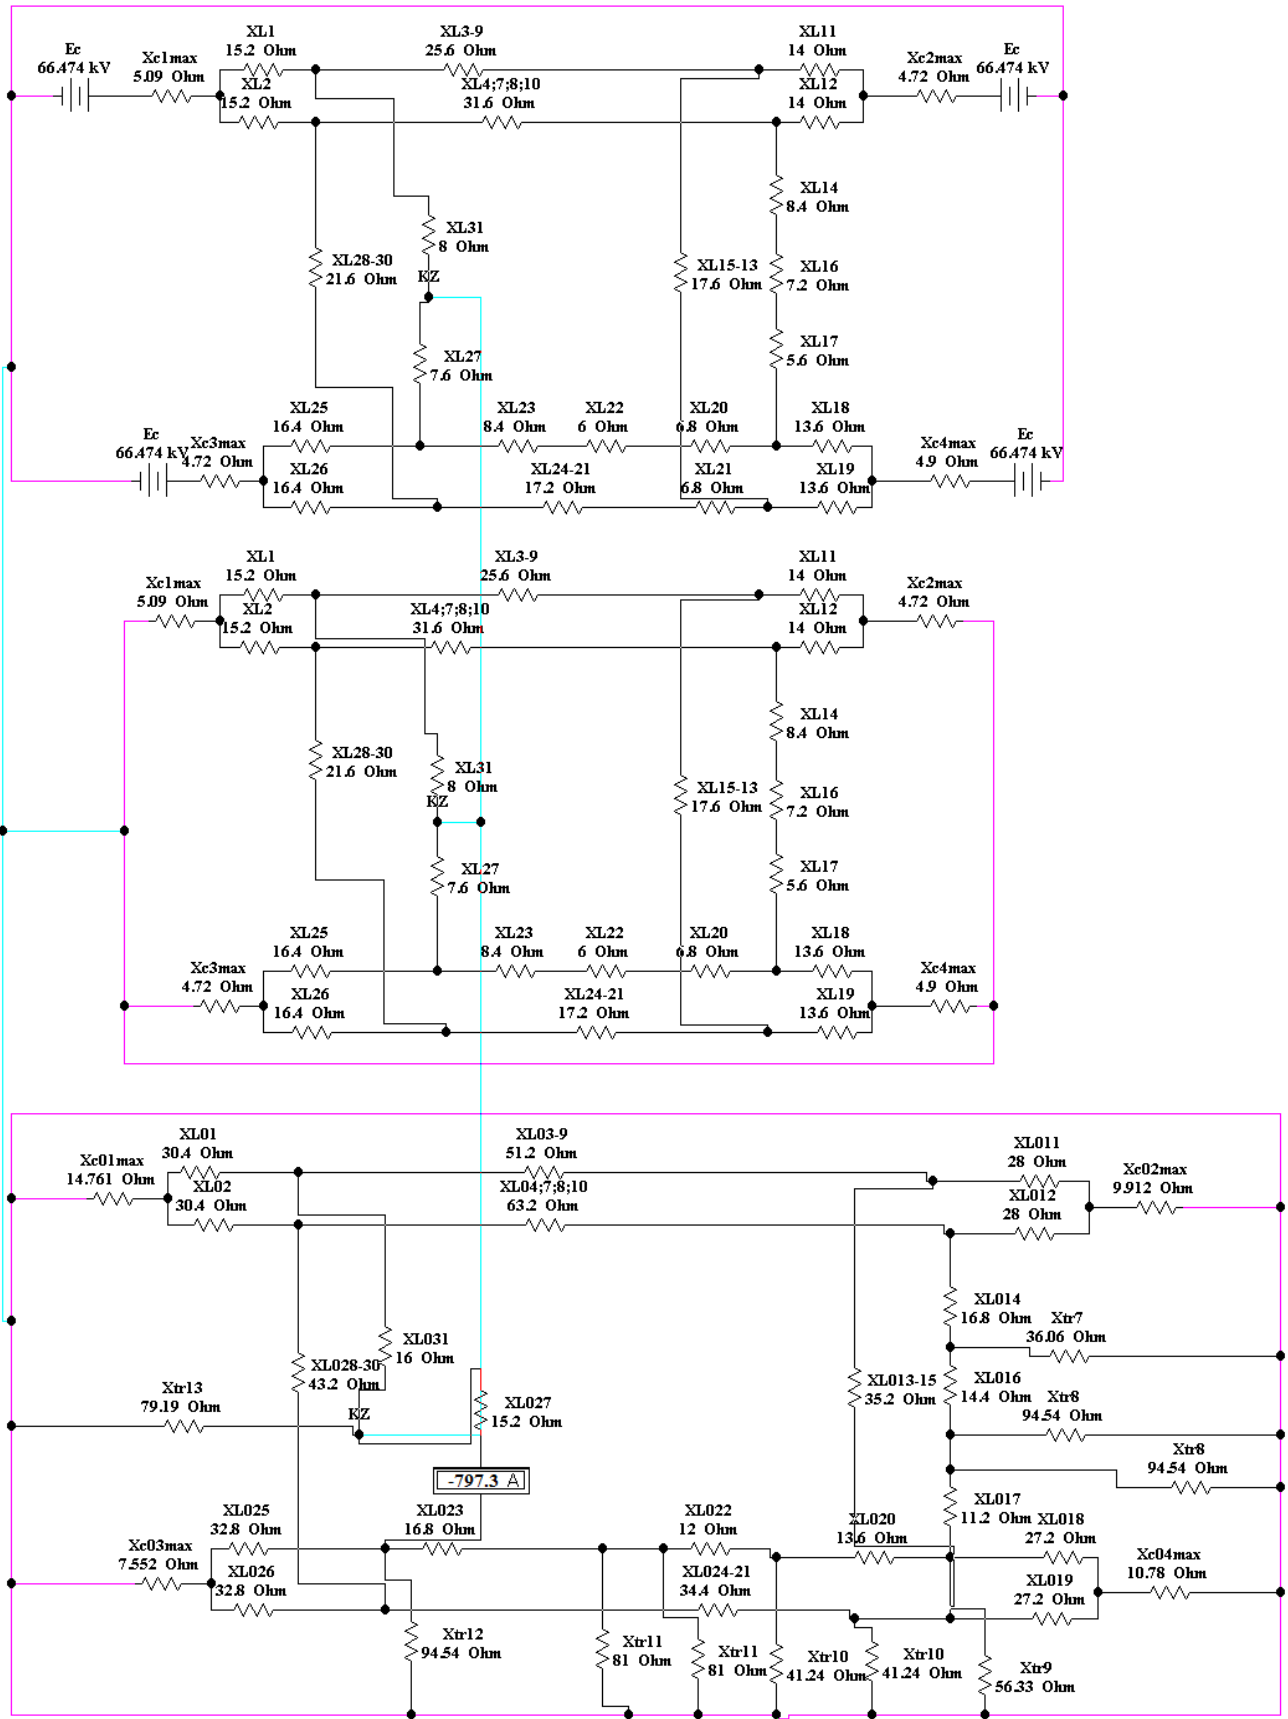 XL1
15.2 Ohm
XL3-9
25.6 Ohm
XL11
14 Ohm
Ec
66.474 kV
Xc1max
5.09 Ohm
XL2
15.2 Ohm
XL4;7;8;10
31.6 Ohm
XL12
14 Ohm
Xc2max
4.72 Ohm
Ec
66.474 kV
XL14
8.4 Ohm
XL31
8 Ohm
KZ
XL28-30
21.6 Ohm
XL15-13
17.6 Ohm
XL16
7.2 Ohm
XL27
7.6 Ohm
XL17
5.6 Ohm
XL25
16.4 Ohm
XL23
8.4 Ohm
XL22
6 Ohm
XL20
6.8 Ohm
XL18
13.6 Ohm
Ec
66.474 kV
Xc3max
4.72 Ohm
XL26
16.4 Ohm
XL24-21
17.2 Ohm
XL21
6.8 Ohm
XL19
13.6 Ohm
Xc4max
4.9 Ohm
Ec
66.474 kV
XL1
15.2 Ohm
XL3-9
25.6 Ohm
XL11
14 Ohm
Xc1max
5.09 Ohm
XL2
15.2 Ohm
XL4;7;8;10
31.6 Ohm
XL12
14 Ohm
Xc2max
4.72 Ohm
XL14
8.4 Ohm
XL28-30
21.6 Ohm
XL31
8 Ohm
KZ
XL15-13
17.6 Ohm
XL16
7.2 Ohm
XL27
7.6 Ohm
XL17
5.6 Ohm
XL25
16.4 Ohm
XL23
8.4 Ohm
XL22
6 Ohm
XL20
6.8 Ohm
XL18
13.6 Ohm
Xc3max
4.72 Ohm
XL26
16.4 Ohm
XL24-21
17.2 Ohm
XL19
13.6 Ohm
Xc4max
4.9 Ohm
XL01
30.4 Ohm
XL03-9
51.2 Ohm
XL011
28 Ohm
Xc01max
14.761 Ohm
XL02
30.4 Ohm
XL04;7;8;10
63.2 Ohm
XL012
28 Ohm
Xc02max
9.912 Ohm
XL014
16.8 Ohm
Xtr7
36.06 Ohm
XL031
16 Ohm
XL028-30
43.2 Ohm
XL013-15
35.2 Ohm
XL016
14.4 Ohm
Xtr13
79.19 Ohm
KZ
XL027
15.2 Ohm
Xtr8
94.54 Ohm
Xtr8
94.54 Ohm
-797.3 A
XL017
11.2 Ohm
XL025
32.8 Ohm
XL023
16.8 Ohm
XL022
12 Ohm
XL020
13.6 Ohm
XL018
27.2 Ohm
Xc03max
7.552 Ohm
XL026
32.8 Ohm
XL024-21
34.4 Ohm
XL019
27.2 Ohm
Xc04max
10.78 Ohm
Xtr12
94.54 Ohm
Xtr11
81 Ohm
Xtr11
81 Ohm
Xtr10
41.24 Ohm
Xtr10
41.24 Ohm
Xtr9
56.33 Ohm